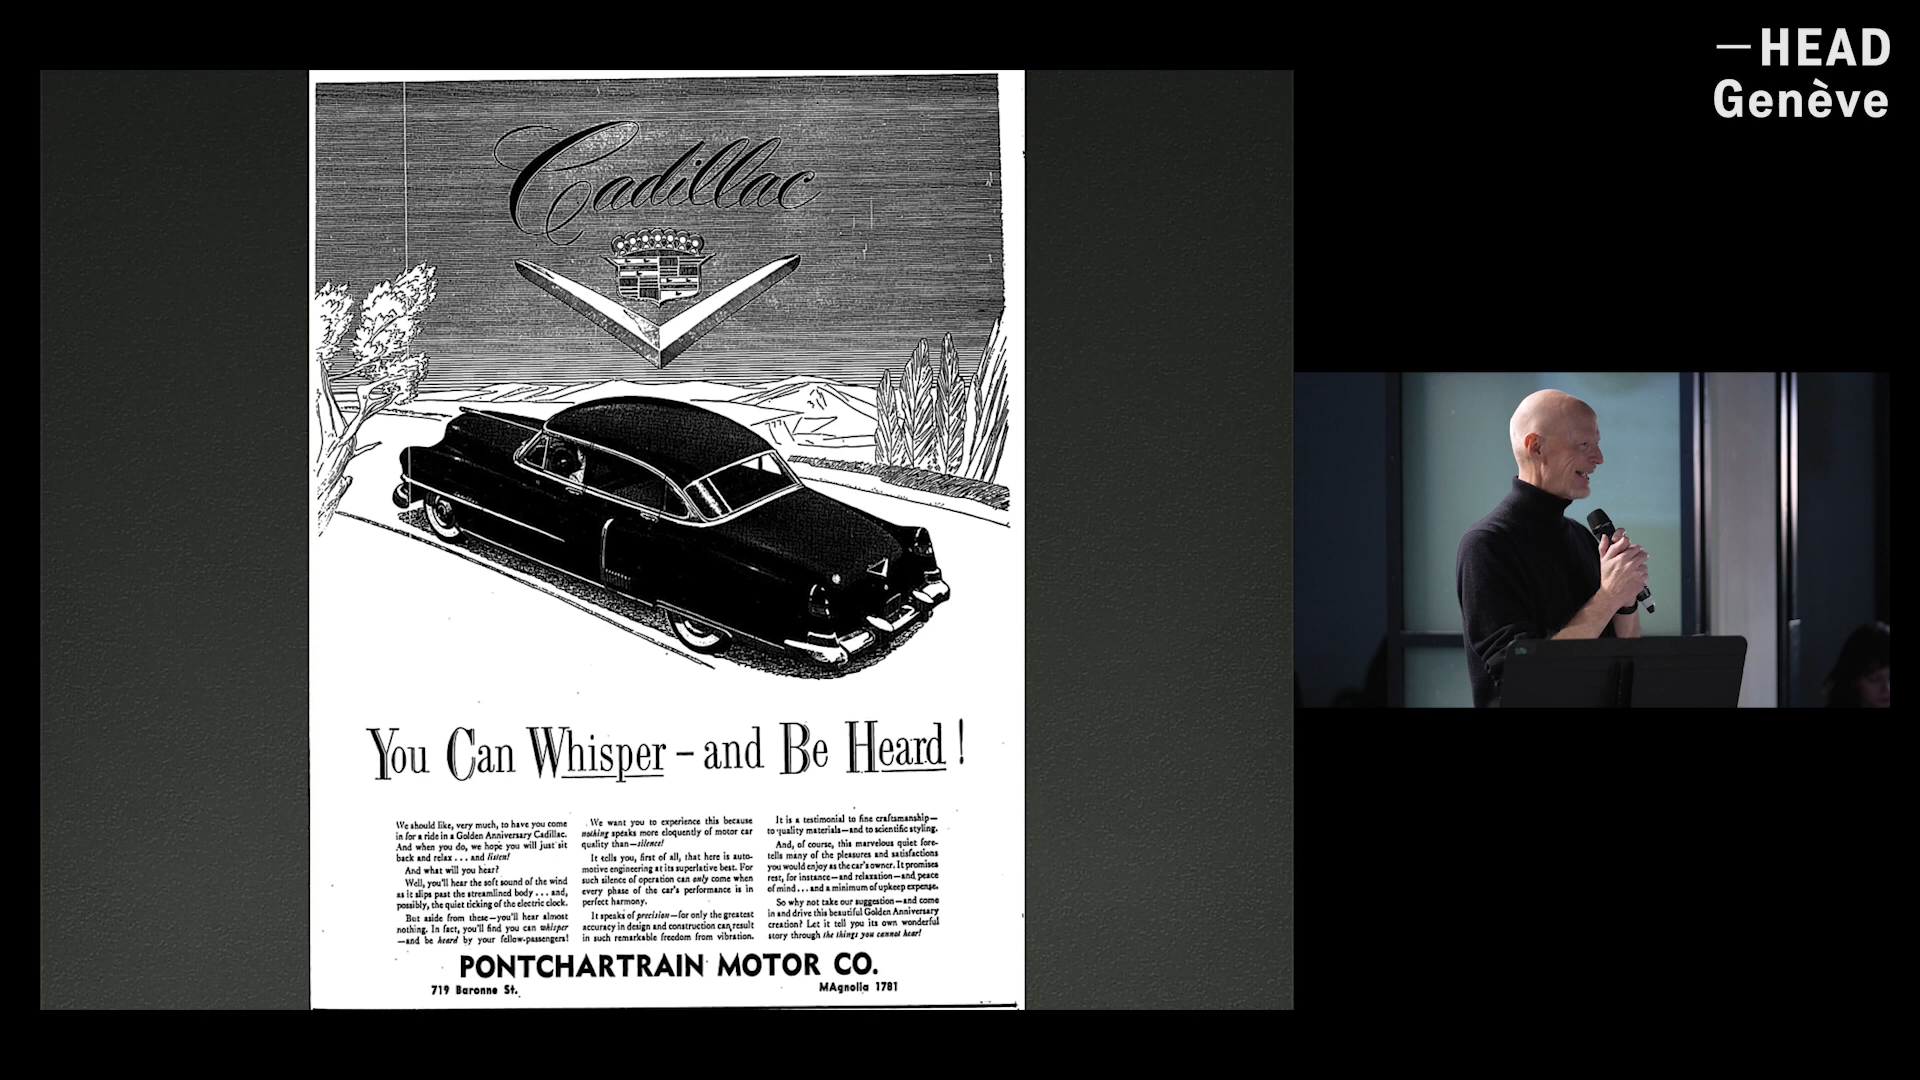 —HEAD
Genève
Cadillac
You Can Whisper – and Be Heard !
We should like, very much, to have you come
in for a ride in a Golden Anniversary Cadillac.
And when you do, we hope you will just sit
back and relax . . . and listen!
And what will you hear?
Well, you'll hear the soft sound of the wind
as it slips past the streamlined body . . . and,
possibly, the quiet ticking of the electric clock.
But aside from these—you'll hear almost
nothing. In fact, you'll find you can whisper
—and be heard by your fellow-passengers!
We want you to experience this because
nothing speaks more eloquently of motor car
quality than—silence!
It tells you, first of all, that here is auto-
motive engineering at its superlative best. For
such silence of operation can only come when
every phase of the car's performance is in
perfect harmony.
It speaks of precision—for only the greatest
accuracy in design and construction can result
in such remarkable freedom from vibration.
It is a testimonial to fine craftsmanship—
to quality materials—and to scientific styling.
And, of course, this marvelous quiet fore-
tells many of the pleasures and satisfactions
you would enjoy as the car's owner. It promises
rest, for instance—and relaxation—and peace
of mind . . . and a minimum of upkeep expense.
So why not take our suggestion—and come
in and drive this beautiful Golden Anniversary
creation? Let it tell you its own wonderful
story through the things you cannot hear!
PONTCHARTRAIN MOTOR CO.
719 Baronne St.
MAgnolia 1781